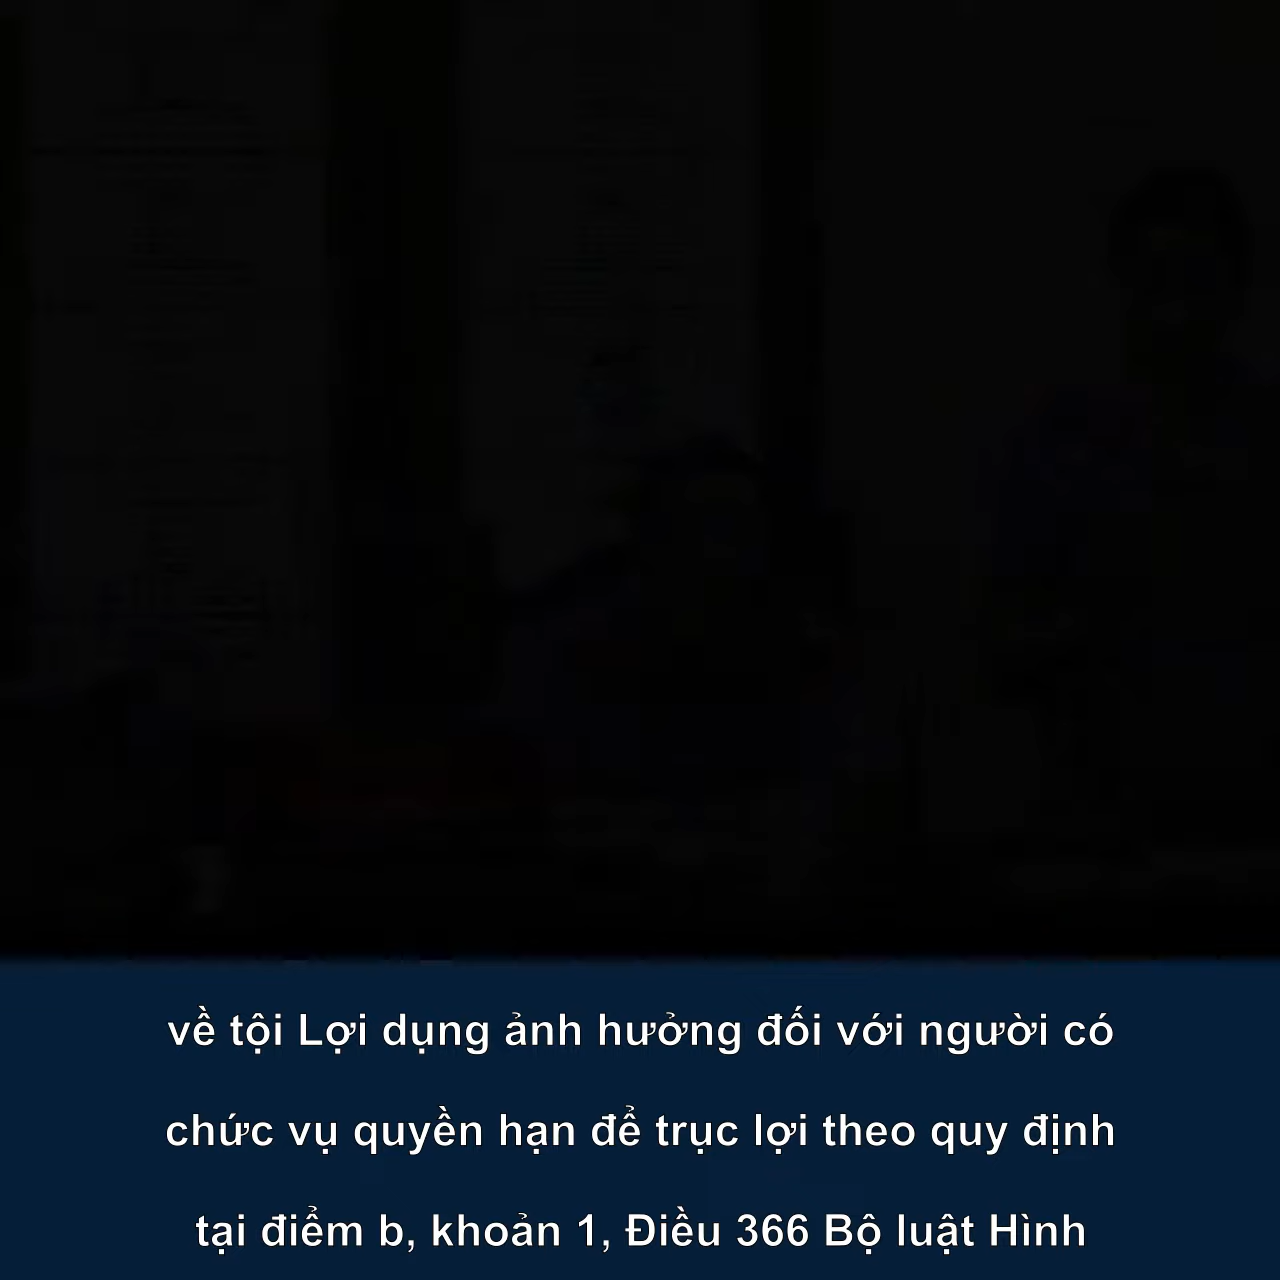 về tội Lợi dụng ảnh hưởng đối với người có
chức vụ quyền hạn để trục lợi theo quy định
tại điểm b, khoản 1, Điều 366 Bộ luật Hình